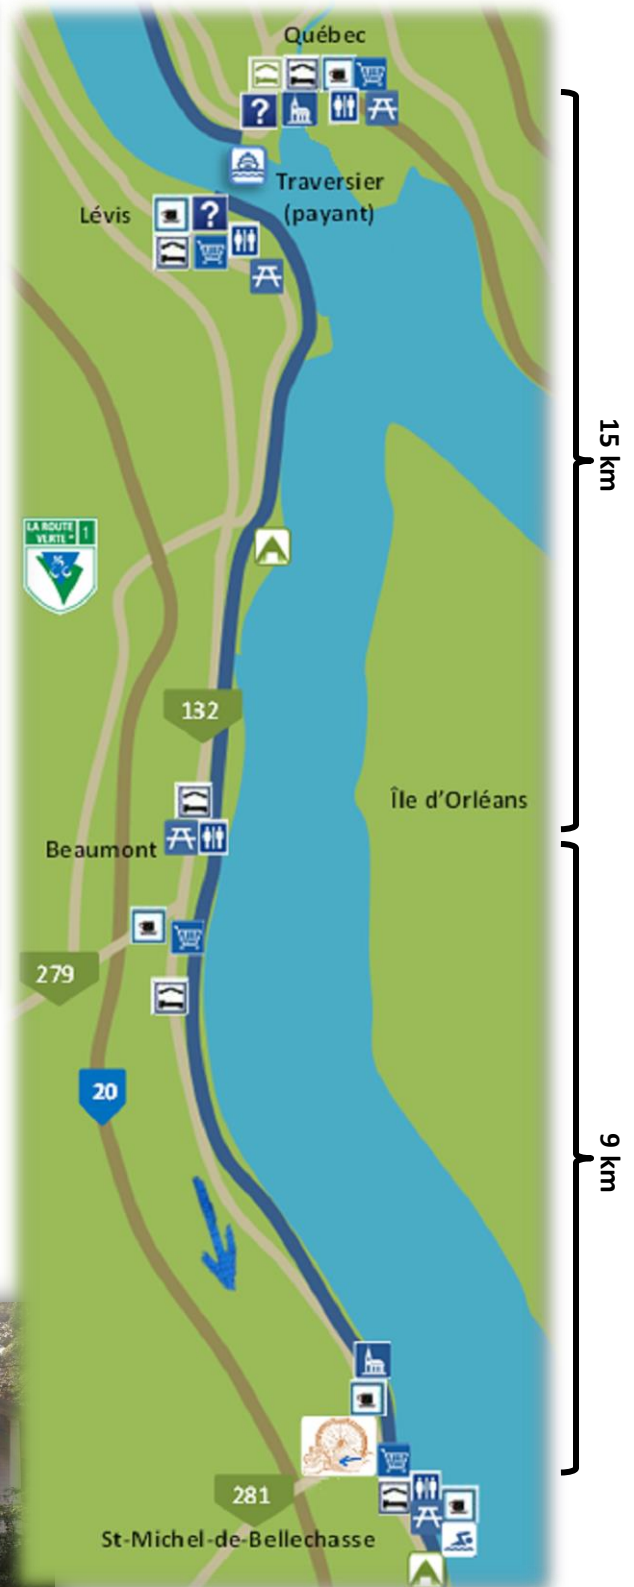 Québec
?
Traversier
(payant)
Lévis
?
15 km
LA ROUTE
VERTE 1
132
Île d'Orléans
Beaumont
279
20
9 km
281
St-Michel-de-Bellechasse